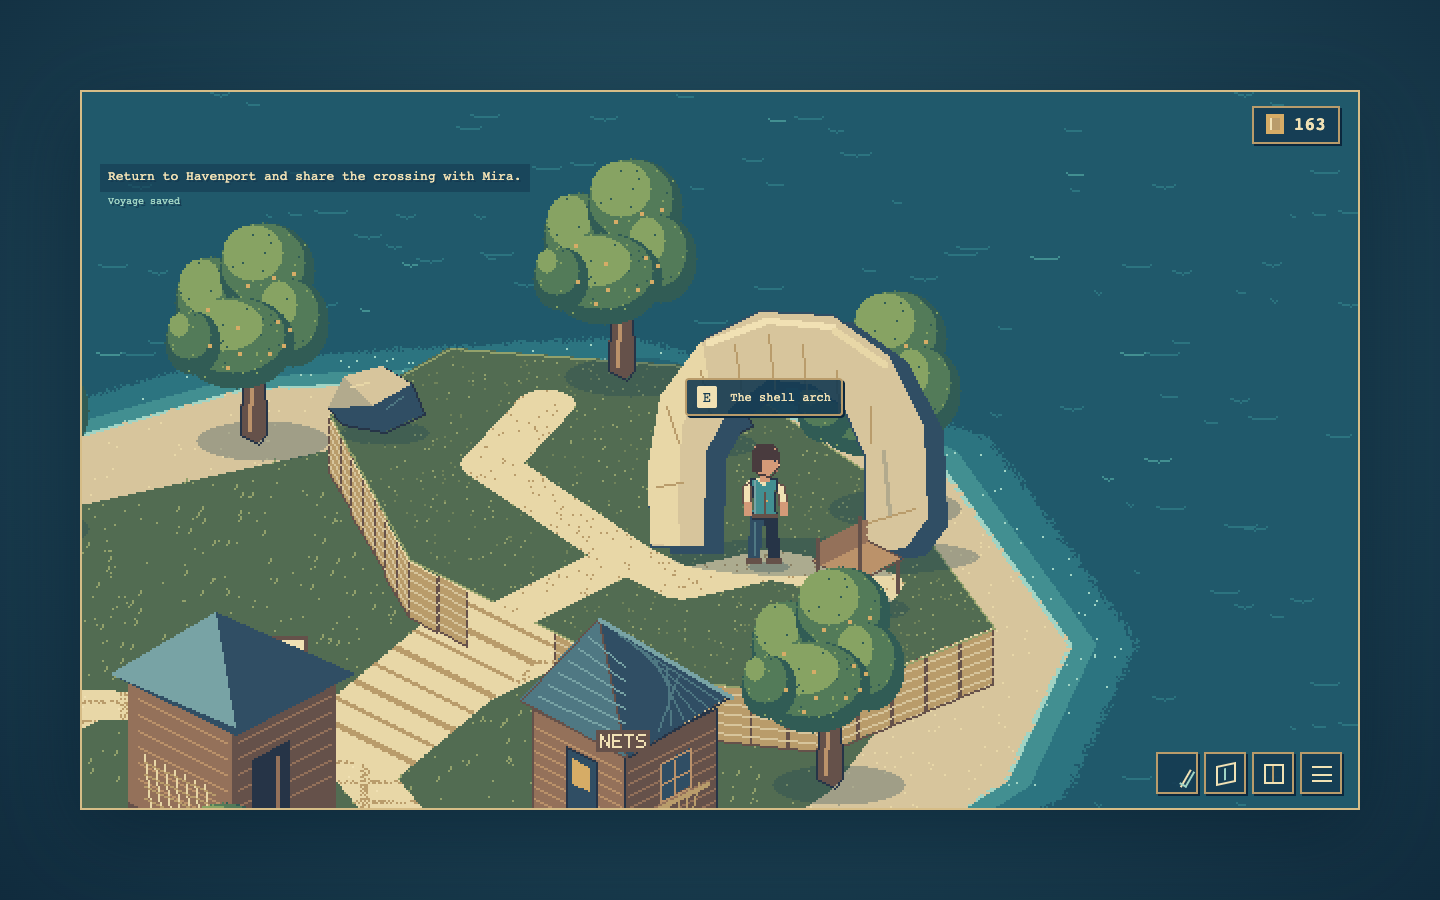 163
Return to Havenport and share the crossing with Mira.
Voyage saved
E The shell arch
NETS